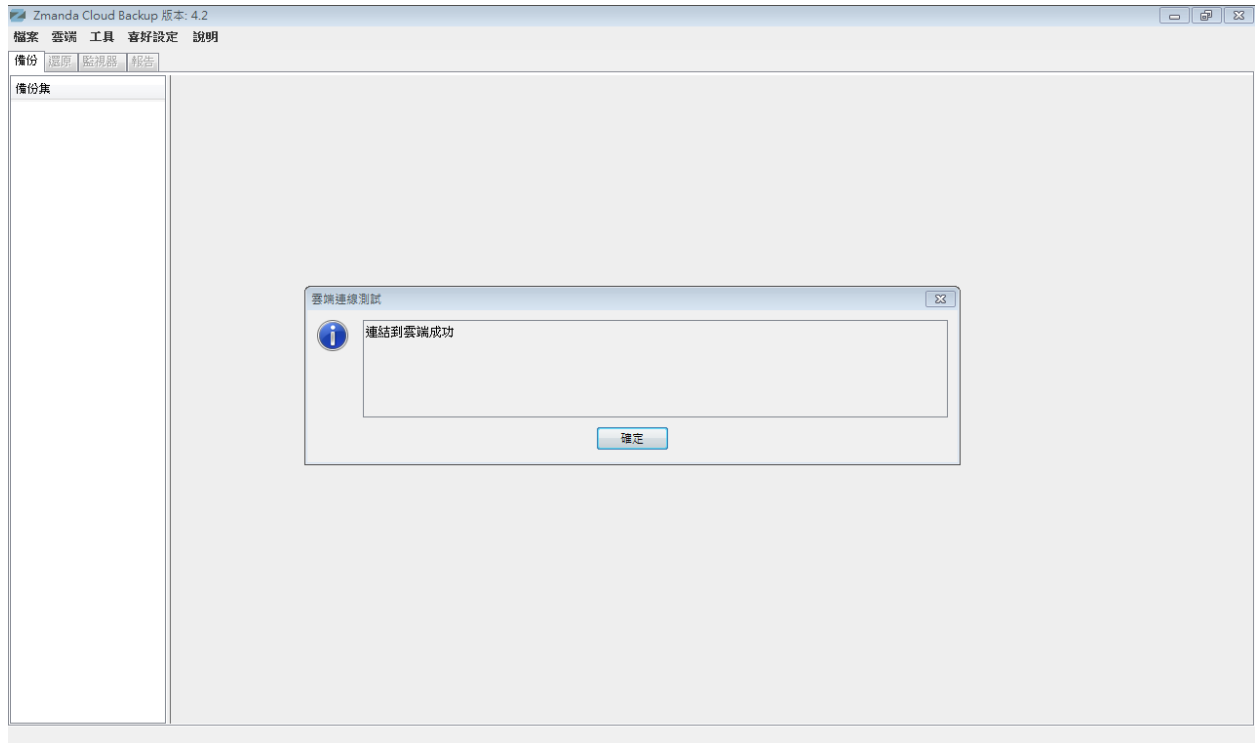 Zmanda Cloud Backup 版本: 4.2
檔案 雲端 工具 喜好設定 說明
備份 還原 監視器 報告
備份集
雲端連線測試
連結到雲端成功
確定